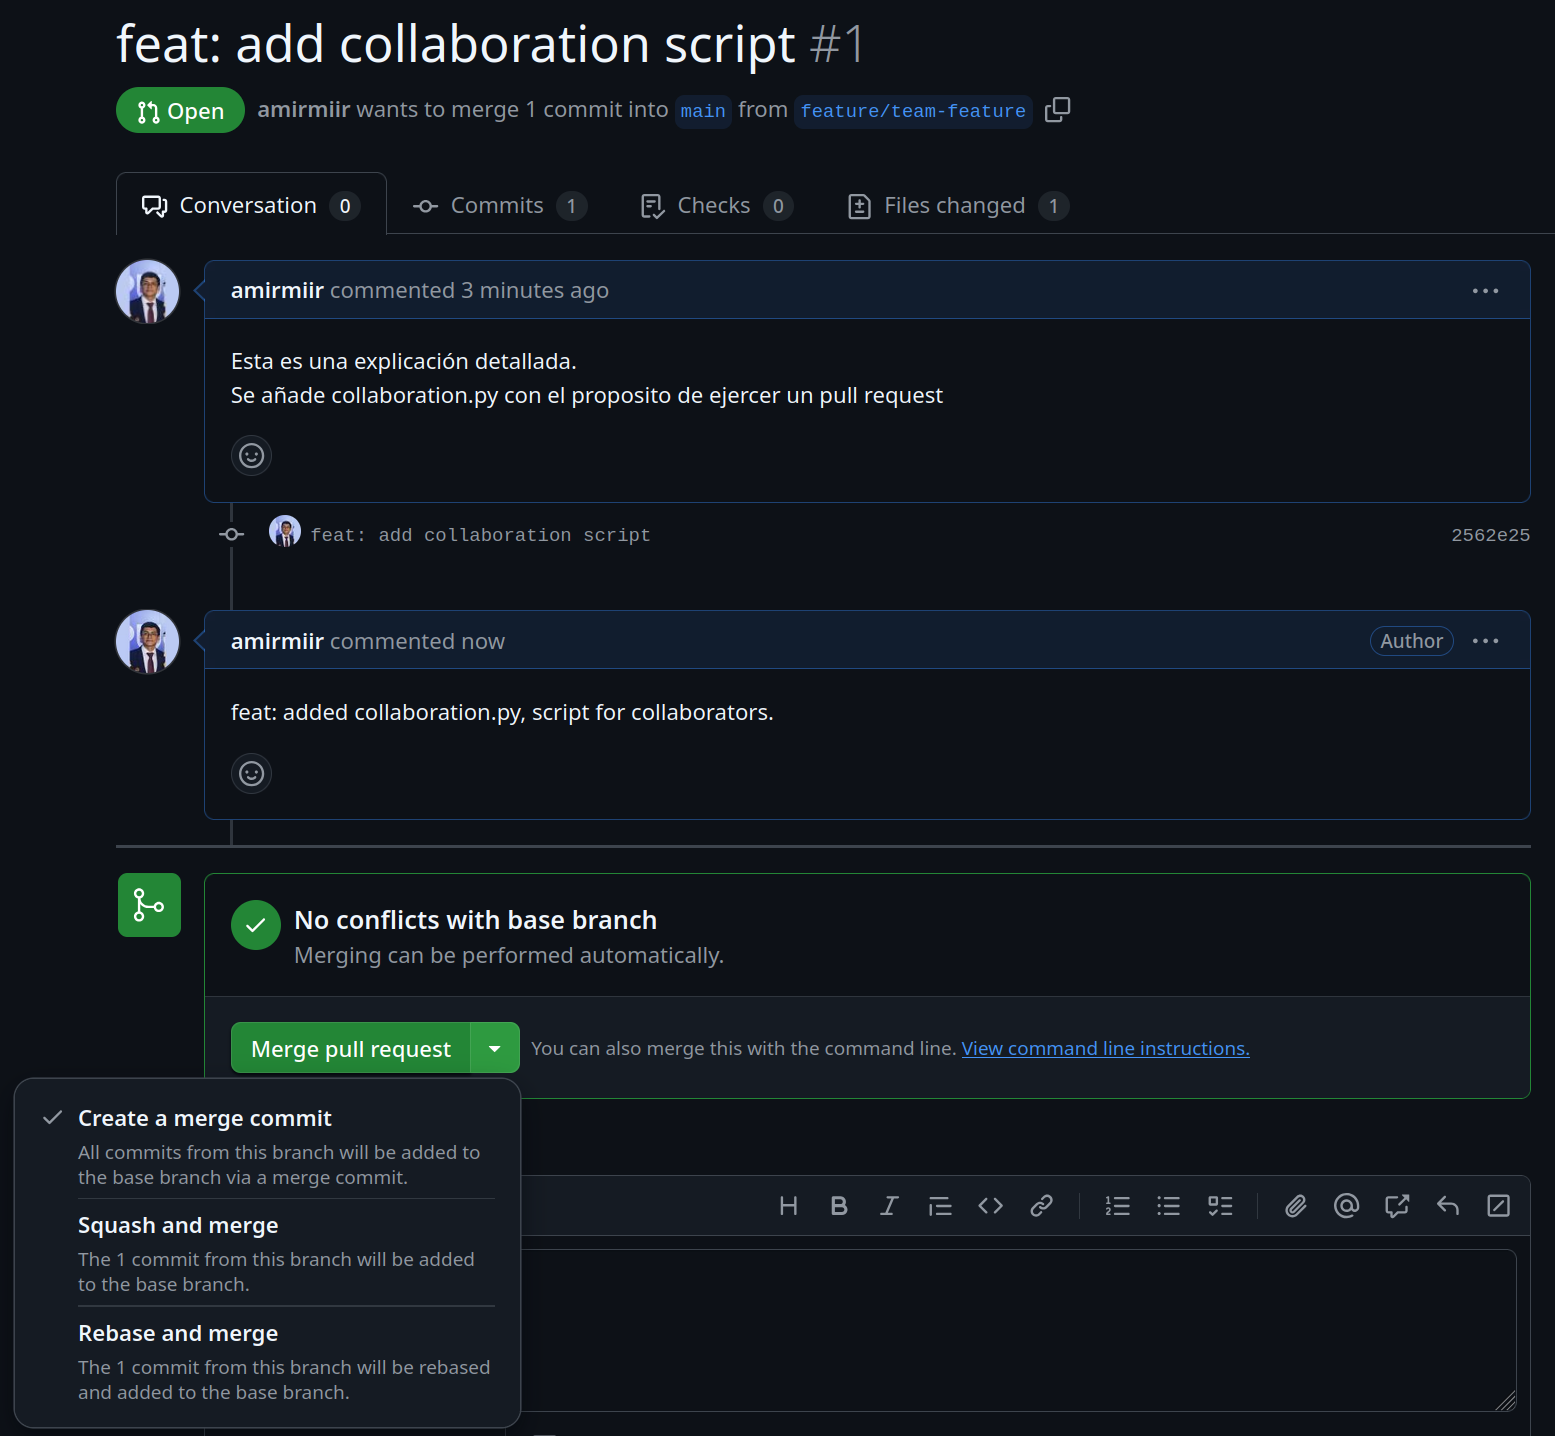 feat: add collaboration script #1
Open amirmiir wants to merge 1 commit into main from feature/team-feature
Conversation 0 Commits 1 Checks 0 Files changed 1
amirmiir commented 3 minutes ago
Esta es una explicación detallada.
Se añade collaboration.py con el proposito de ejercer un pull request
feat: add collaboration script 2562e25
amirmiir commented now Author
feat: added collaboration.py, script for collaborators.
No conflicts with base branch
Merging can be performed automatically.
Merge pull request You can also merge this with the command line. View command line instructions.
Create a merge commit
All commits from this branch will be added to
the base branch via a merge commit.
Squash and merge
The 1 commit from this branch will be added
to the base branch.
Rebase and merge
The 1 commit from this branch will be rebased
and added to the base branch.